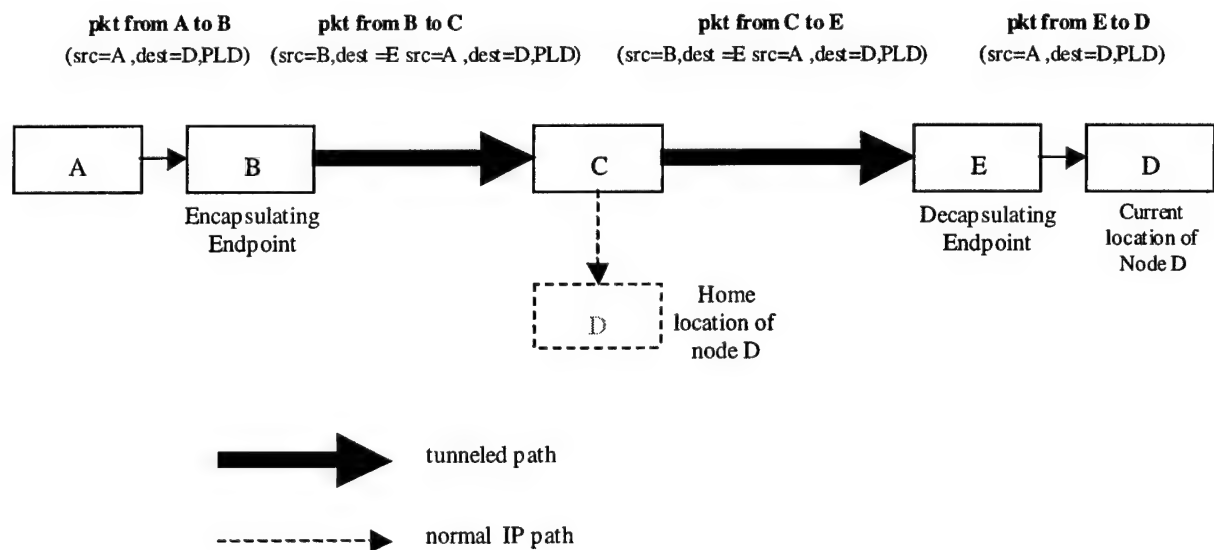 pkt from A to B
(src=A ,dest=D,PLD)
pkt from B to C
(src=B,dest =E src=A ,dest=D,PLD)
pkt from C to E
(src=B,dest =E src=A ,dest=D,PLD)
pkt from E to D
(src=A ,dest=D,PLD)
A
B
C
E
D
Encapsulating
Endpoint
Decapsulating
Endpoint
Current
location of
Node D
D
Home
location of
node D
tunneled path
normal IP path